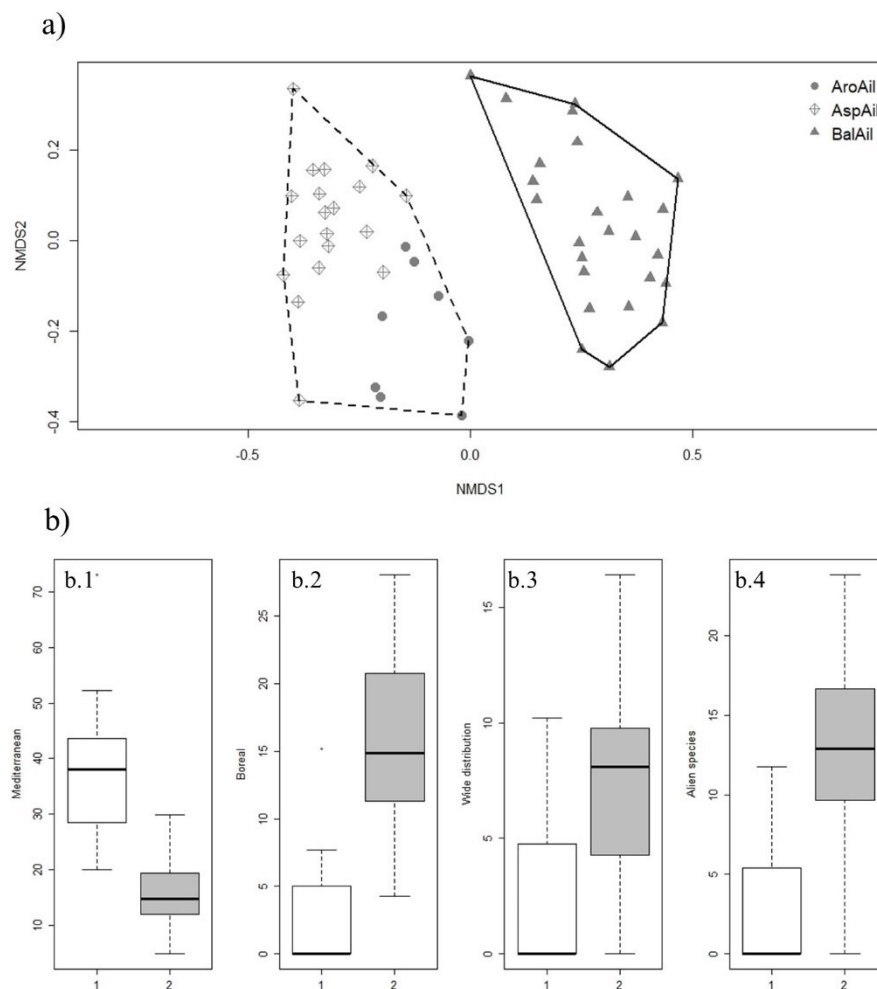 a)
AroAil
AspAil
BalAil
0.2
0.0
-0.2
-0.4
NMDS2
-0.5
0.0
0.5
NMDS1
b)
b.1
70
60
50
40
30
20
10
Mediterranean
1
2
b.2
25
20
15
10
5
0
Boreal
1
2
b.3
15
10
5
0
Wide distribution
1
2
b.4
20
15
10
5
0
Alien species
1
2